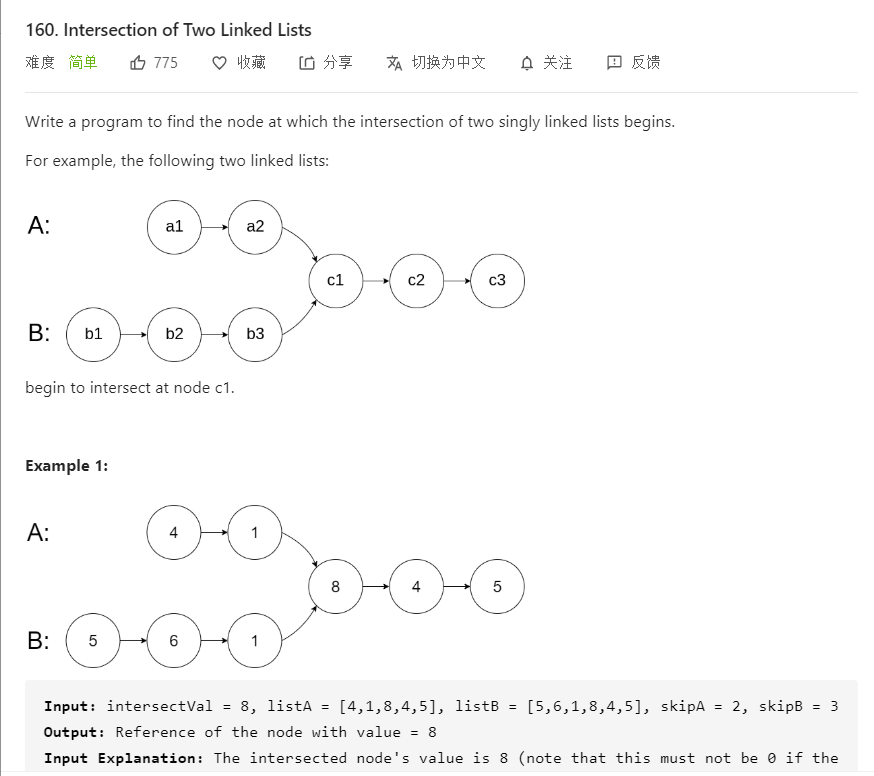 160. Intersection of Two Linked Lists
难度 简单 775 收藏 分享 切换为中文 关注 反馈
Write a program to find the node at which the intersection of two singly linked lists begins.
For example, the following two linked lists:
A: a1 a2
c1 c2 c3
B: b1 b2 b3
begin to intersect at node c1.
Example 1:
A: 4 1
8 4 5
B: 5 6 1
Input: intersectVal = 8, listA = [4,1,8,4,5], listB = [5,6,1,8,4,5], skipA = 2, skipB = 3
Output: Reference of the node with value = 8
Input Explanation: The intersected node's value is 8 (note that this must not be 0 if the